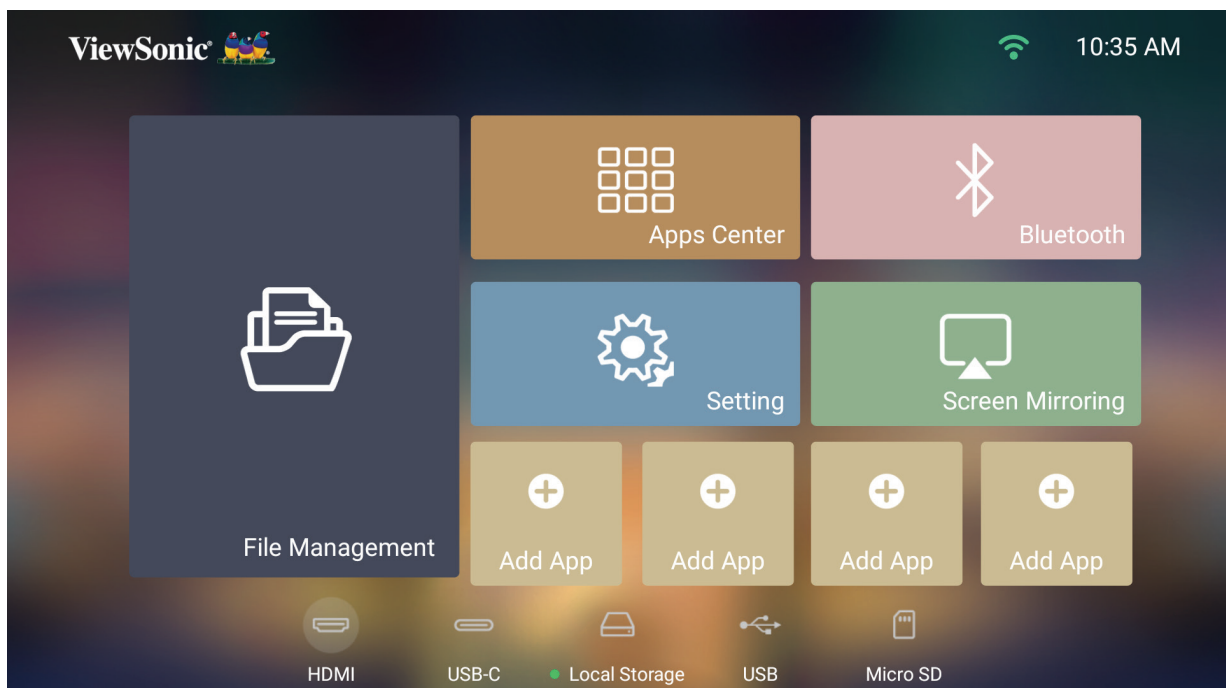 ViewSonic®
10:35 AM
Apps Center
Bluetooth
Setting
Screen Mirroring
File Management
Add App
Add App
Add App
Add App
HDMI
USB-C
Local Storage
USB
Micro SD